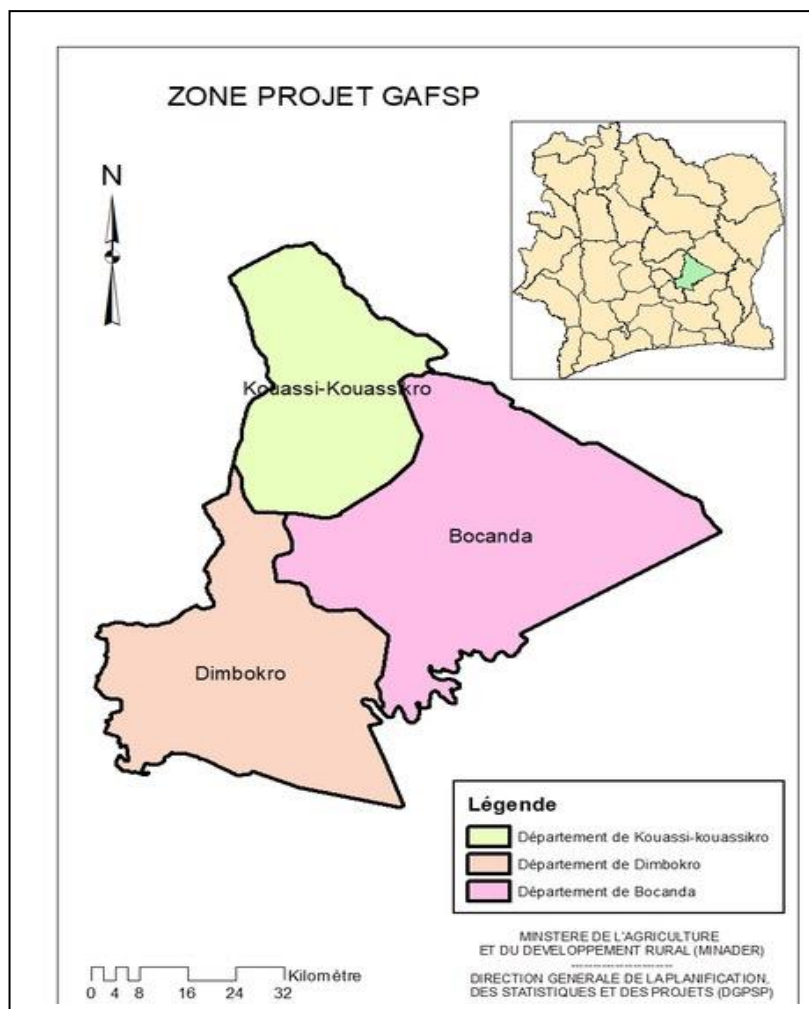 ZONE PROJET GAFSP
N
Kouassi-Kouassikro
Bocanda
Dimbokro
Légende
Département de Kouassi-kouassikro
Département de Dimbokro
Département de Bocanda
Kilométre
0 4 8 16 24 32
MINSTERE DE L'AGRICULTURE
ET DU DEVELOPPEMENT RURAL (MINADER)
------------------------
DIRECTION GENERALE DE LA PLANIFICATION,
DES STATISTIQUES ET DES PROJETS (DGPSP)